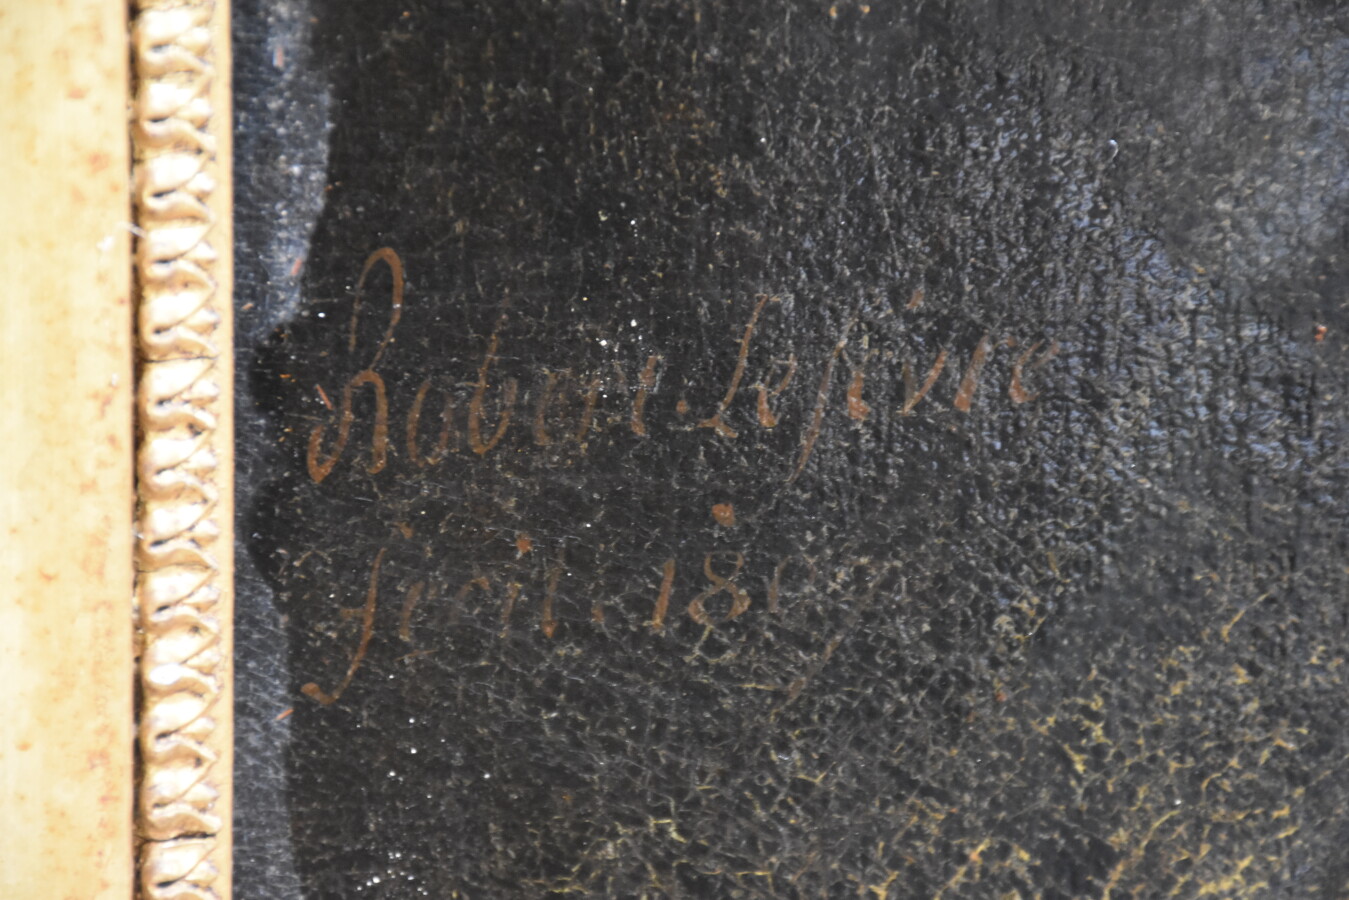 Robert Lefèvre
fecit. 18